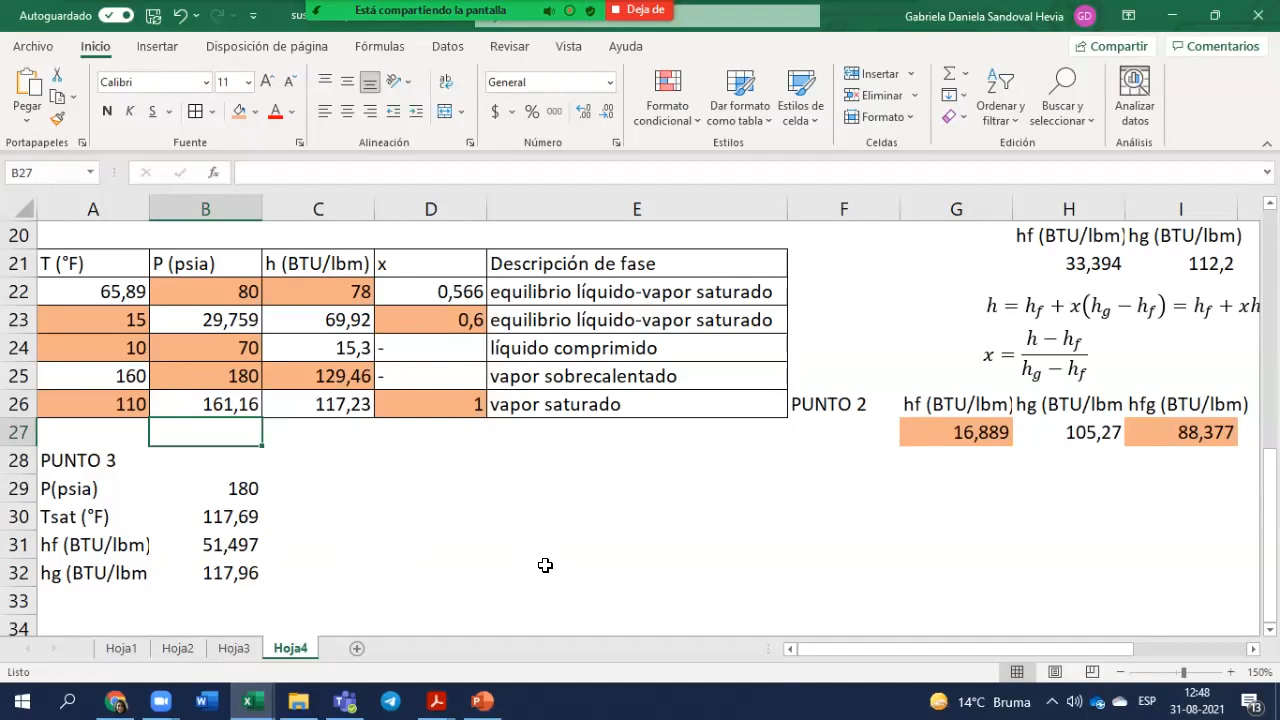 Está compartiendo la pantalla
Deja de
Autoguardado
sus
Gabriela Daniela Sandoval Hevia
GD
Archivo Inicio Insertar Disposición de página Fórmulas Datos Revisar Vista Ayuda
Compartir
Comentarios
Pegar
Calibri 11
N K S
General
$ % 000
Formato condicional
Dar formato como tabla
Estilos de celda
Insertar
Eliminar
Formato
Ordenar y filtrar
Buscar y seleccionar
Analizar datos
Portapapeles Fuente Alineación Número Estilos Celdas Edición Análisis
B27
fx
A B C D E F G H I
20 hf (BTU/lbm) hg (BTU/lbm)
21 T (°F) P (psia) h (BTU/lbm) x Descripción de fase 33,394 112,2
22 65,89 80 78 0,566 equilibrio líquido-vapor saturado
h = hf + x(hg − hf) = hf + xh
23 15 29,759 69,92 0,6 equilibrio líquido-vapor saturado
24 10 70 15,3 - líquido comprimido
x = h − hf / hg − hf
25 160 180 129,46 - vapor sobrecalentado
26 110 161,16 117,23 1 vapor saturado PUNTO 2 hf (BTU/lbm) hg (BTU/lbm hfg (BTU/lbm)
27 16,889 105,27 88,377
28 PUNTO 3
29 P(psia) 180
30 Tsat (°F) 117,69
31 hf (BTU/lbm) 51,497
32 hg (BTU/lbm 117,96
33
34
Hoja1 Hoja2 Hoja3 Hoja4
Listo
150%
14°C Bruma
ESP
12:48
31-08-2021
13